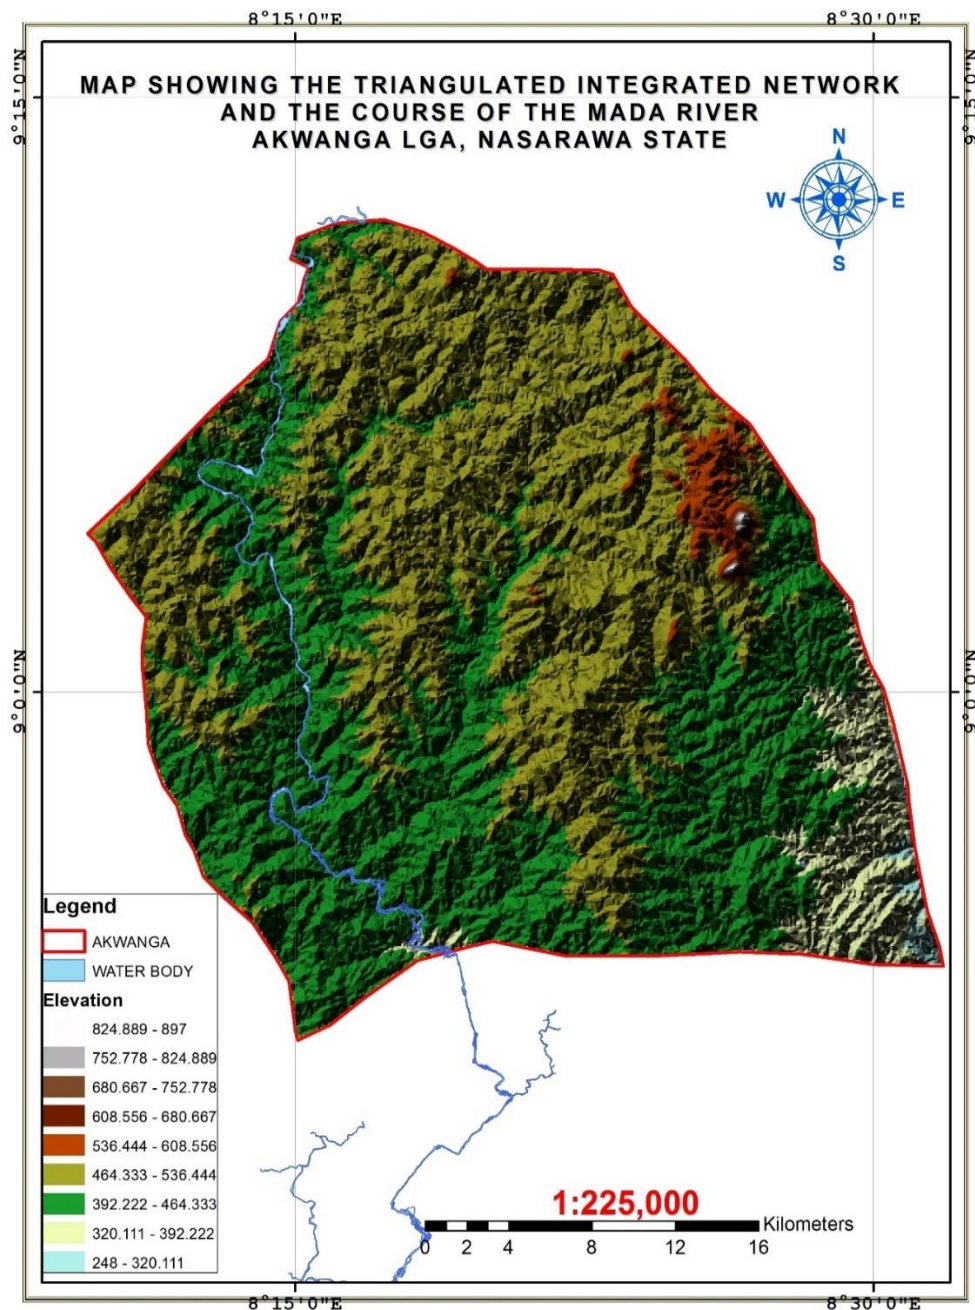 8°15'0"E 8°30'0"E
MAP SHOWING THE TRIANGULATED INTEGRATED NETWORK
AND THE COURSE OF THE MADA RIVER
AKWANGA LGA, NASARAWA STATE
9°15'0"N 9°15'0"N
N
W E
S
9°0'0"N 9°0'0"N
Legend
AKWANGA
WATER BODY
Elevation
824.889 - 897
752.778 - 824.889
680.667 - 752.778
608.556 - 680.667
536.444 - 608.556
464.333 - 536.444
392.222 - 464.333
320.111 - 392.222
248 - 320.111
1:225,000
Kilometers
0 2 4 8 12 16
8°15'0"E 8°30'0"E